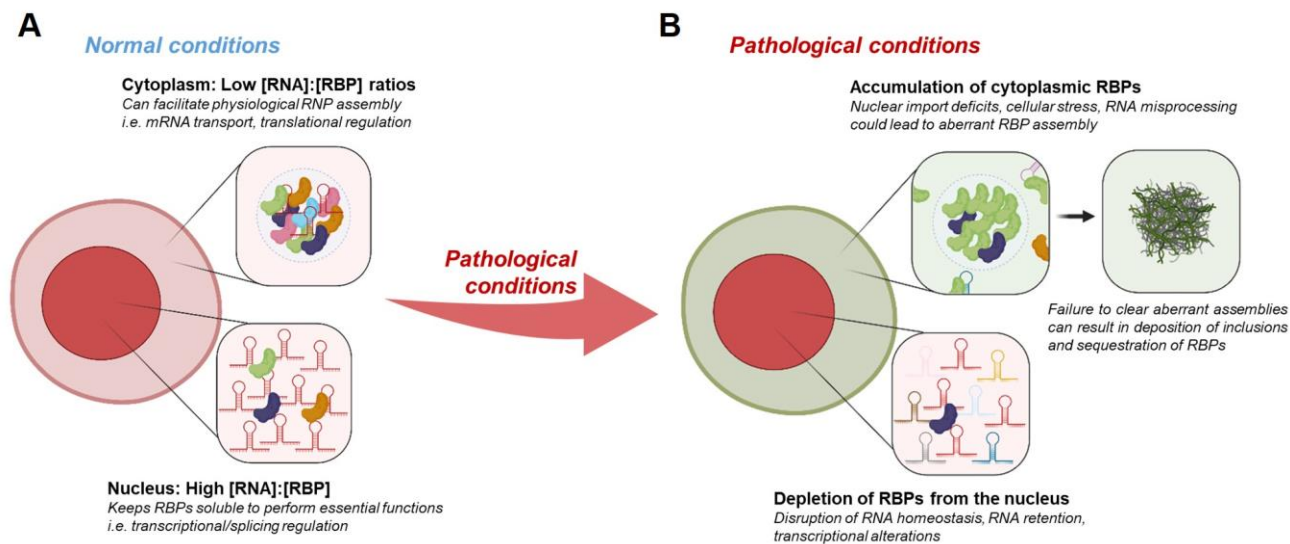 A
Normal conditions
Cytoplasm: Low [RNA]:[RBP] ratios
Can facilitate physiological RNP assembly
i.e. mRNA transport, translational regulation
Nucleus: High [RNA]:[RBP]
Keeps RBPs soluble to perform essential functions
i.e. transcriptional/splicing regulation
Pathological
conditions
B
Pathological conditions
Accumulation of cytoplasmic RBPs
Nuclear import deficits, cellular stress, RNA misprocessing
could lead to aberrant RBP assembly
Failure to clear aberrant assemblies
can result in deposition of inclusions
and sequestration of RBPs
Depletion of RBPs from the nucleus
Disruption of RNA homeostasis, RNA retention,
transcriptional alterations